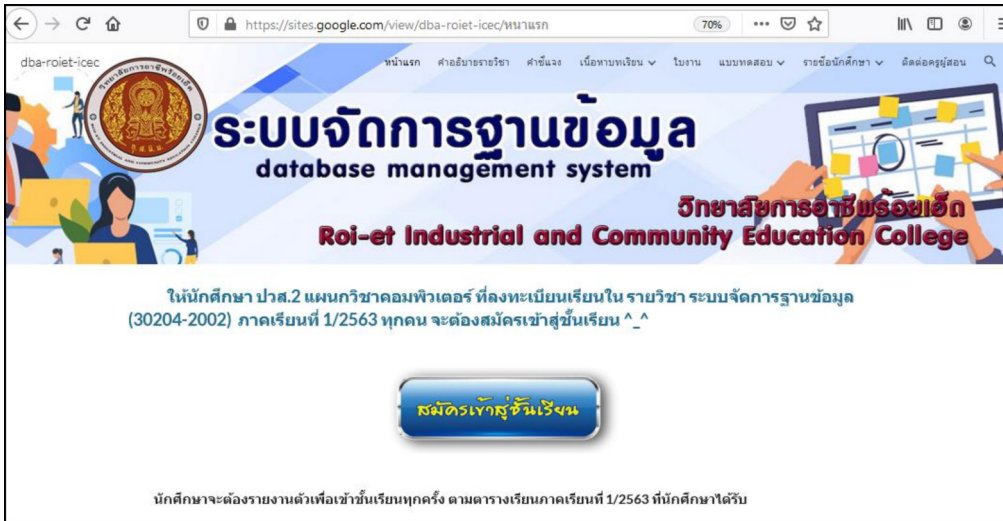 https://sites.google.com/view/dba-roiet-icec/หน้าแรก
70%
dba-roiet-icec
หน้าแรก คำอธิบายรายวิชา คำชี้แจง เนื้อหาบทเรียน ใบงาน แบบทดสอบ รายชื่อนักศึกษา ติดต่อครูผู้สอน
ระบบจัดการฐานข้อมูล
database management system
วิทยาลัยการอาชีพร้อยเอ็ด
Roi-et Industrial and Community Education College
ให้นักศึกษา ปวส.2 แผนกวิชาคอมพิวเตอร์ ที่ลงทะเบียนเรียนใน รายวิชา ระบบจัดการฐานข้อมูล
(30204-2002) ภาคเรียนที่ 1/2563 ทุกคน จะต้องสมัครเข้าสู่ชั้นเรียน ^_^
สมัครเข้าสู่ชั้นเรียน
นักศึกษาจะต้องรายงานตัวเพื่อเข้าชั้นเรียนทุกครั้ง ตามตารางเรียนภาคเรียนที่ 1/2563 ที่นักศึกษาได้รับ